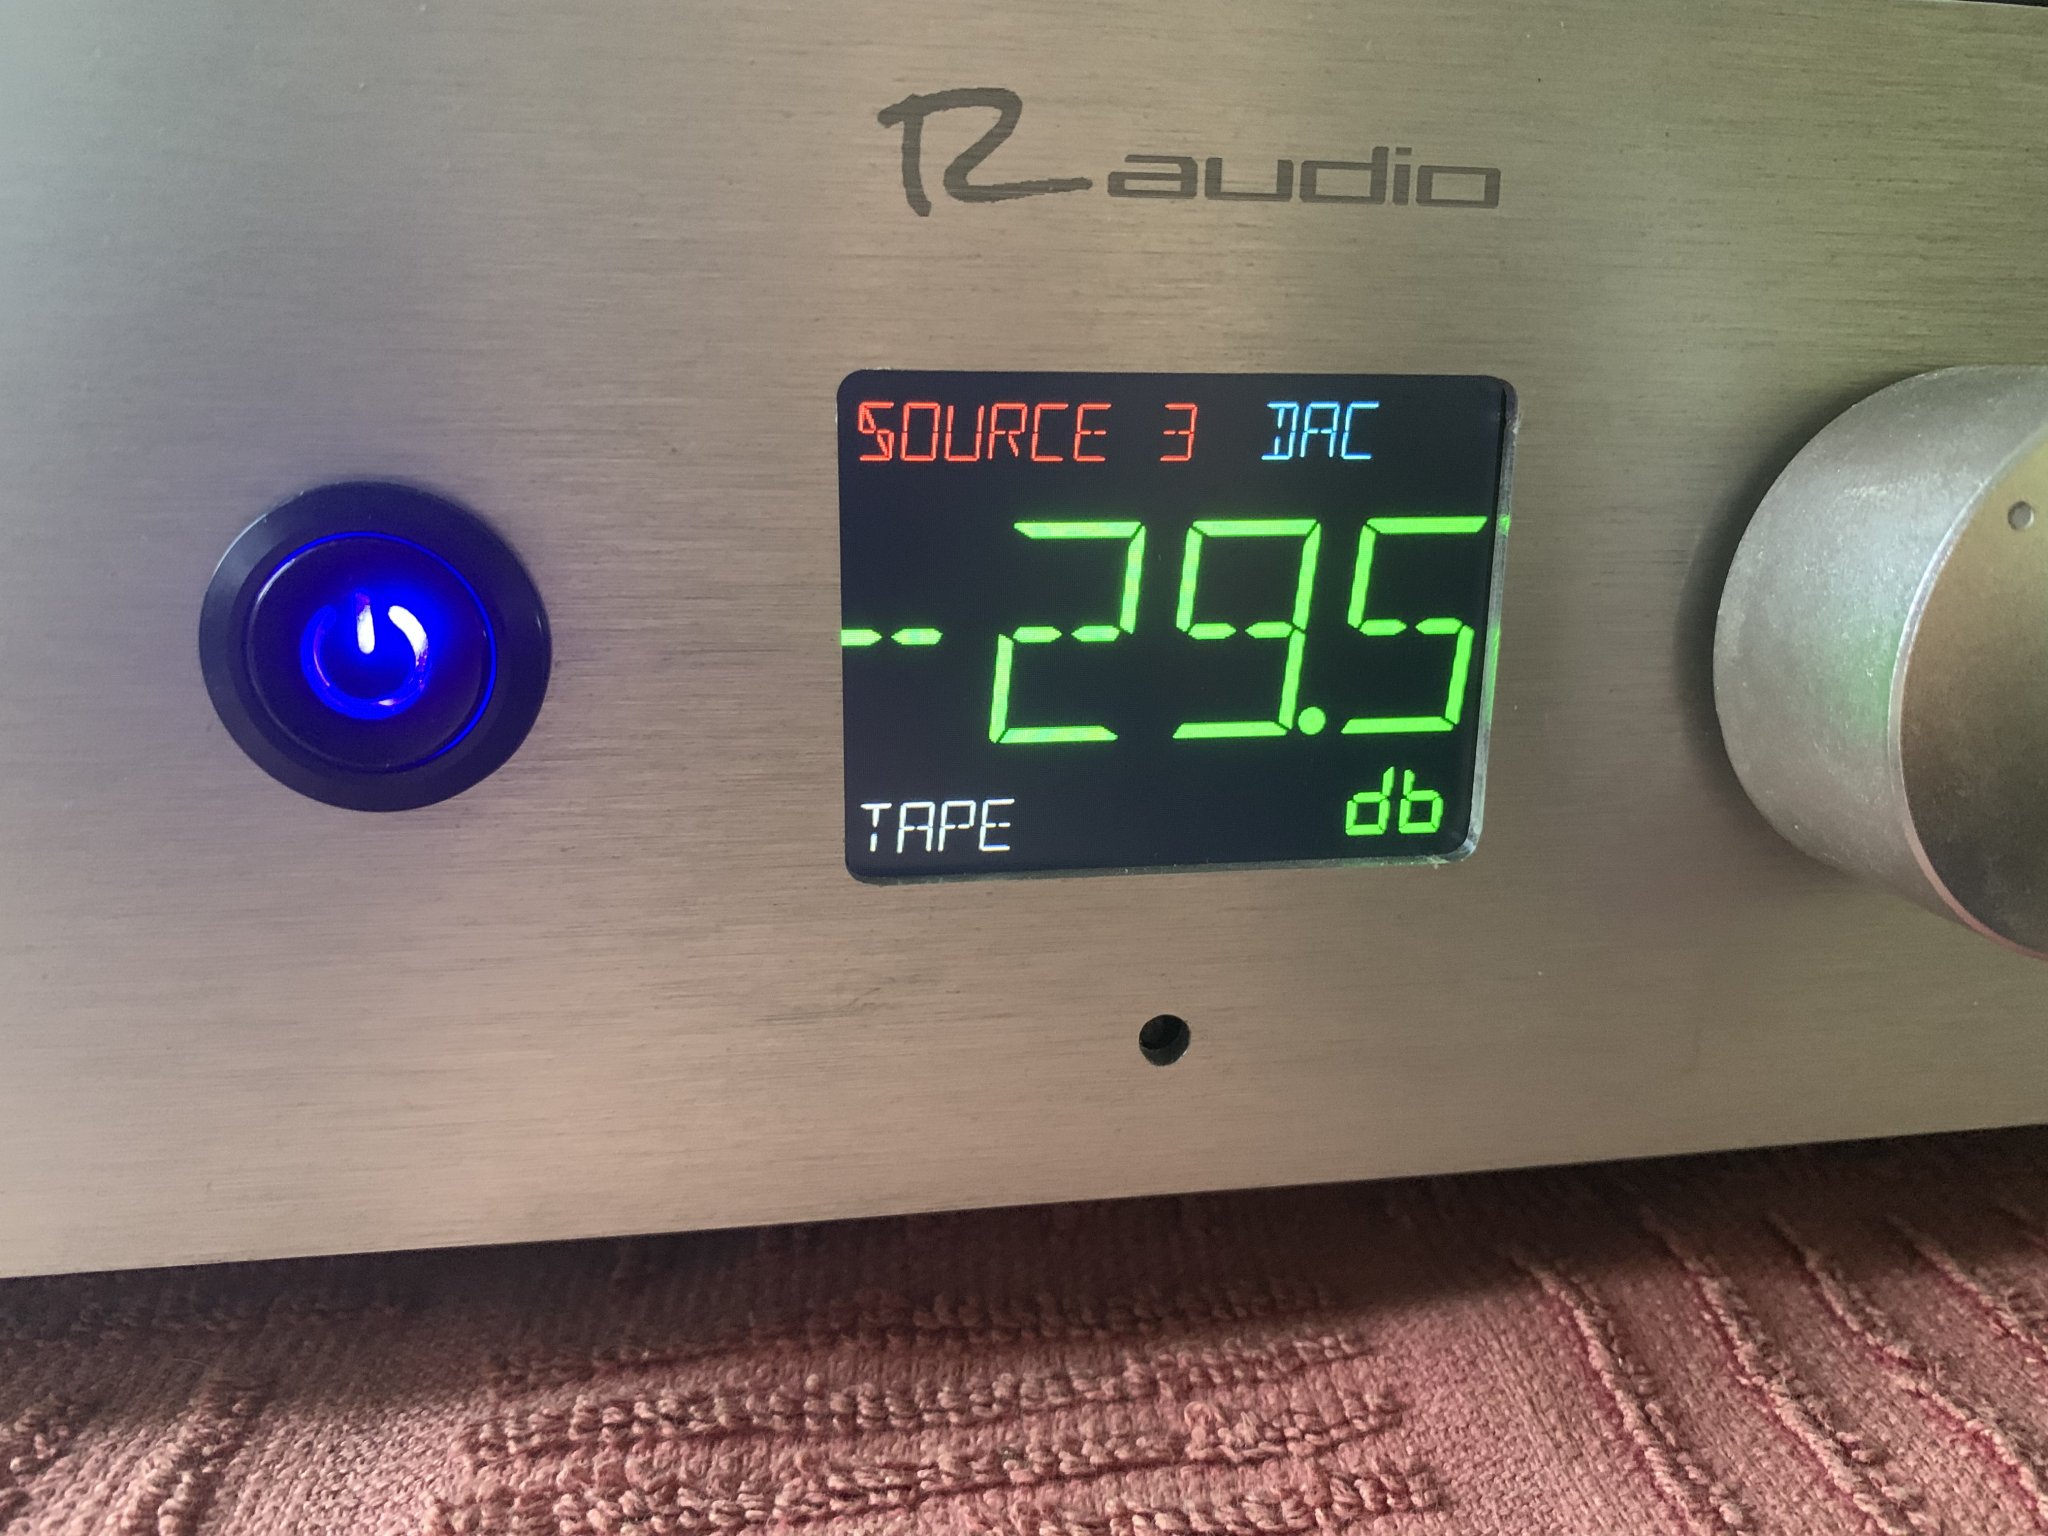 R audio
SOURCE 3 DAC
-29.5
TAPE db